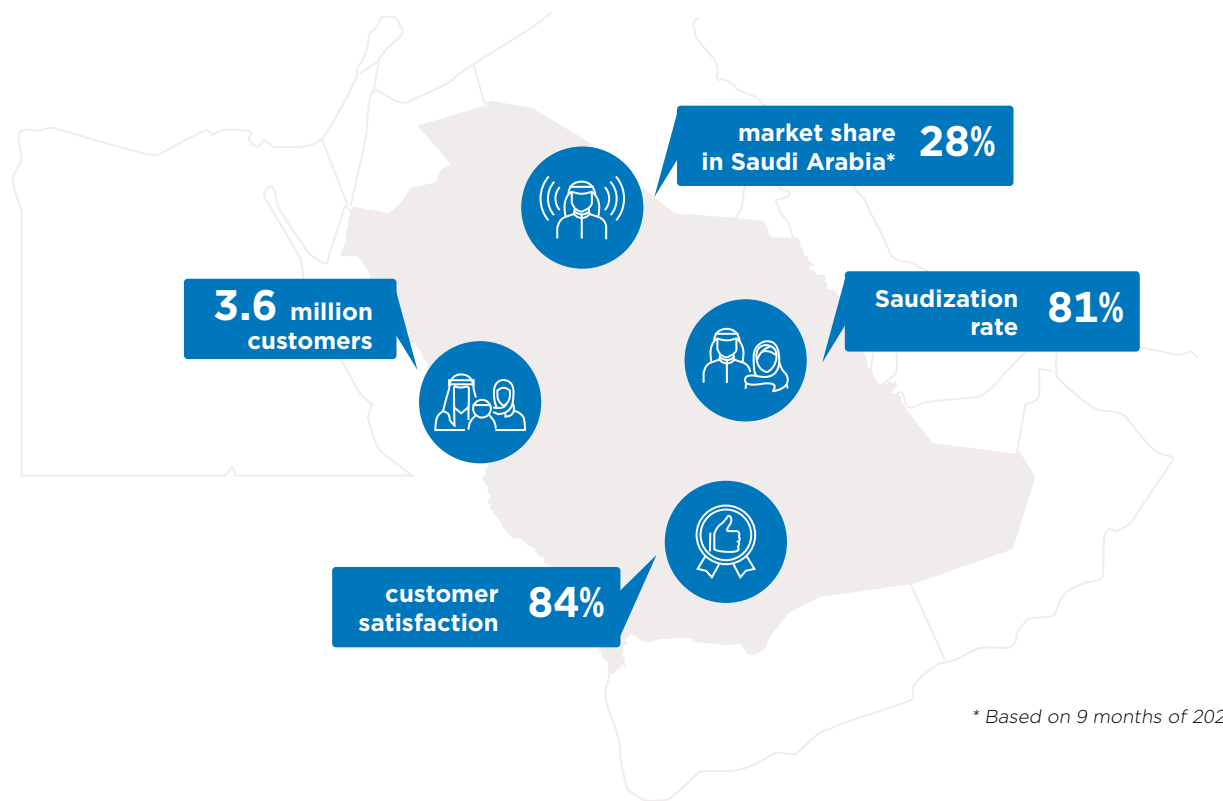 market share 28%
in Saudi Arabia*
3.6 million
customers
Saudization 81%
rate
customer 84%
satisfaction
* Based on 9 months of 202